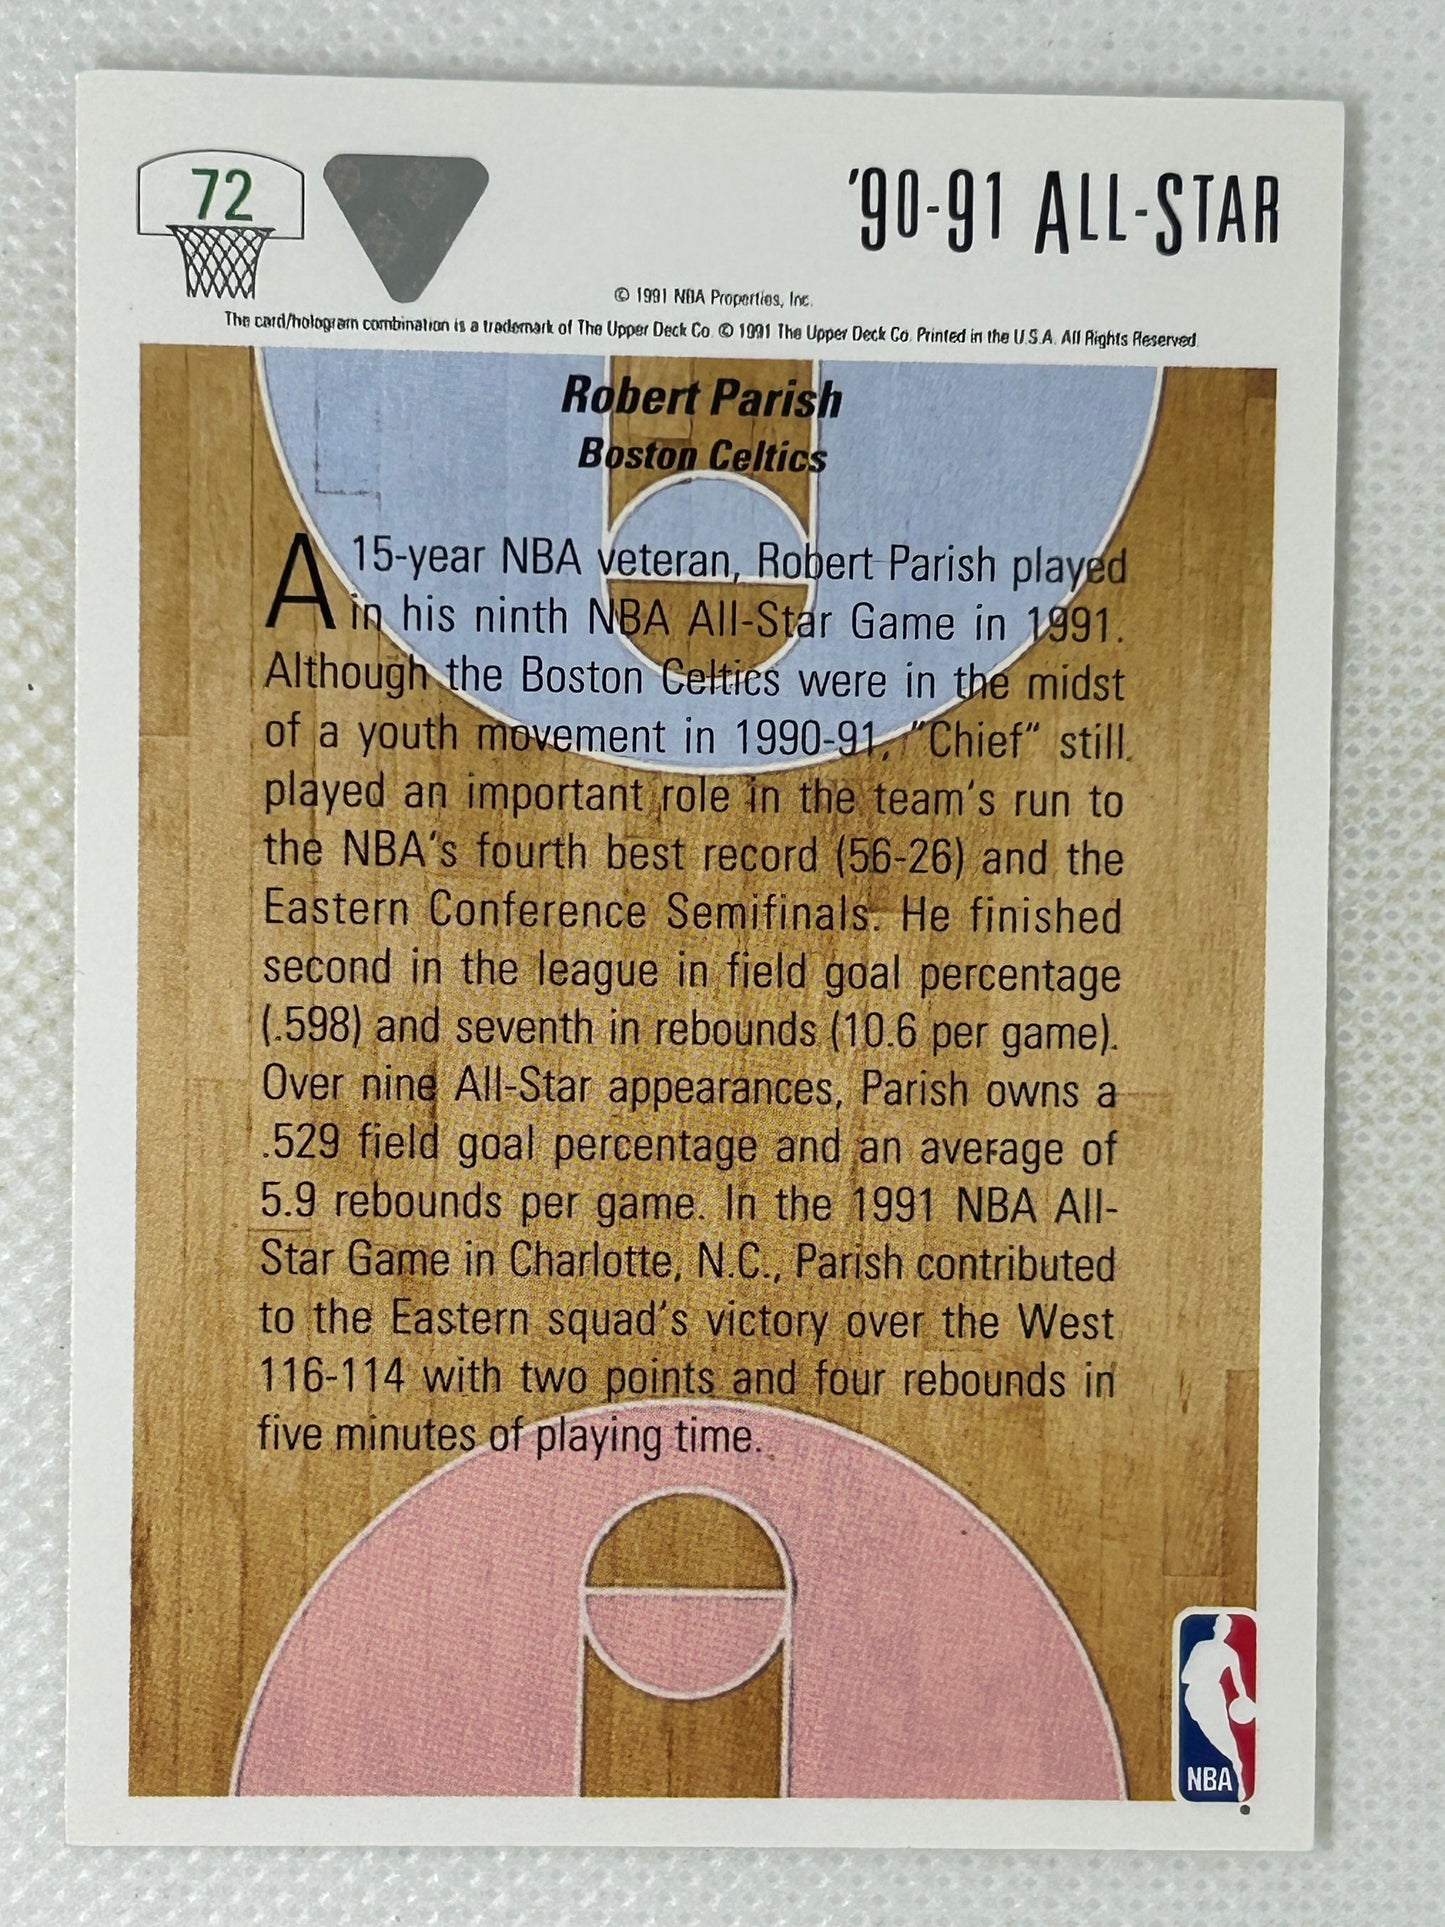 72
'90-91 ALL-STAR
© 1991 NBA Properties, Inc.
The card/hologram combination is a trademark of The Upper Deck Co. © 1991 The Upper Deck Co. Printed in the U.S.A. All Rights Reserved.
Robert Parish
Boston Celtics
A 15-year NBA veteran, Robert Parish played
in his ninth NBA All-Star Game in 1991.
Although the Boston Celtics were in the midst
of a youth movement in 1990-91, "Chief" still
played an important role in the team's run to
the NBA's fourth best record (56-26) and the
Eastern Conference Semifinals. He finished
second in the league in field goal percentage
(.598) and seventh in rebounds (10.6 per game).
Over nine All-Star appearances, Parish owns a
.529 field goal percentage and an average of
5.9 rebounds per game. In the 1991 NBA All-
Star Game in Charlotte, N.C., Parish contributed
to the Eastern squad's victory over the West
116-114 with two points and four rebounds in
five minutes of playing time.
NBA